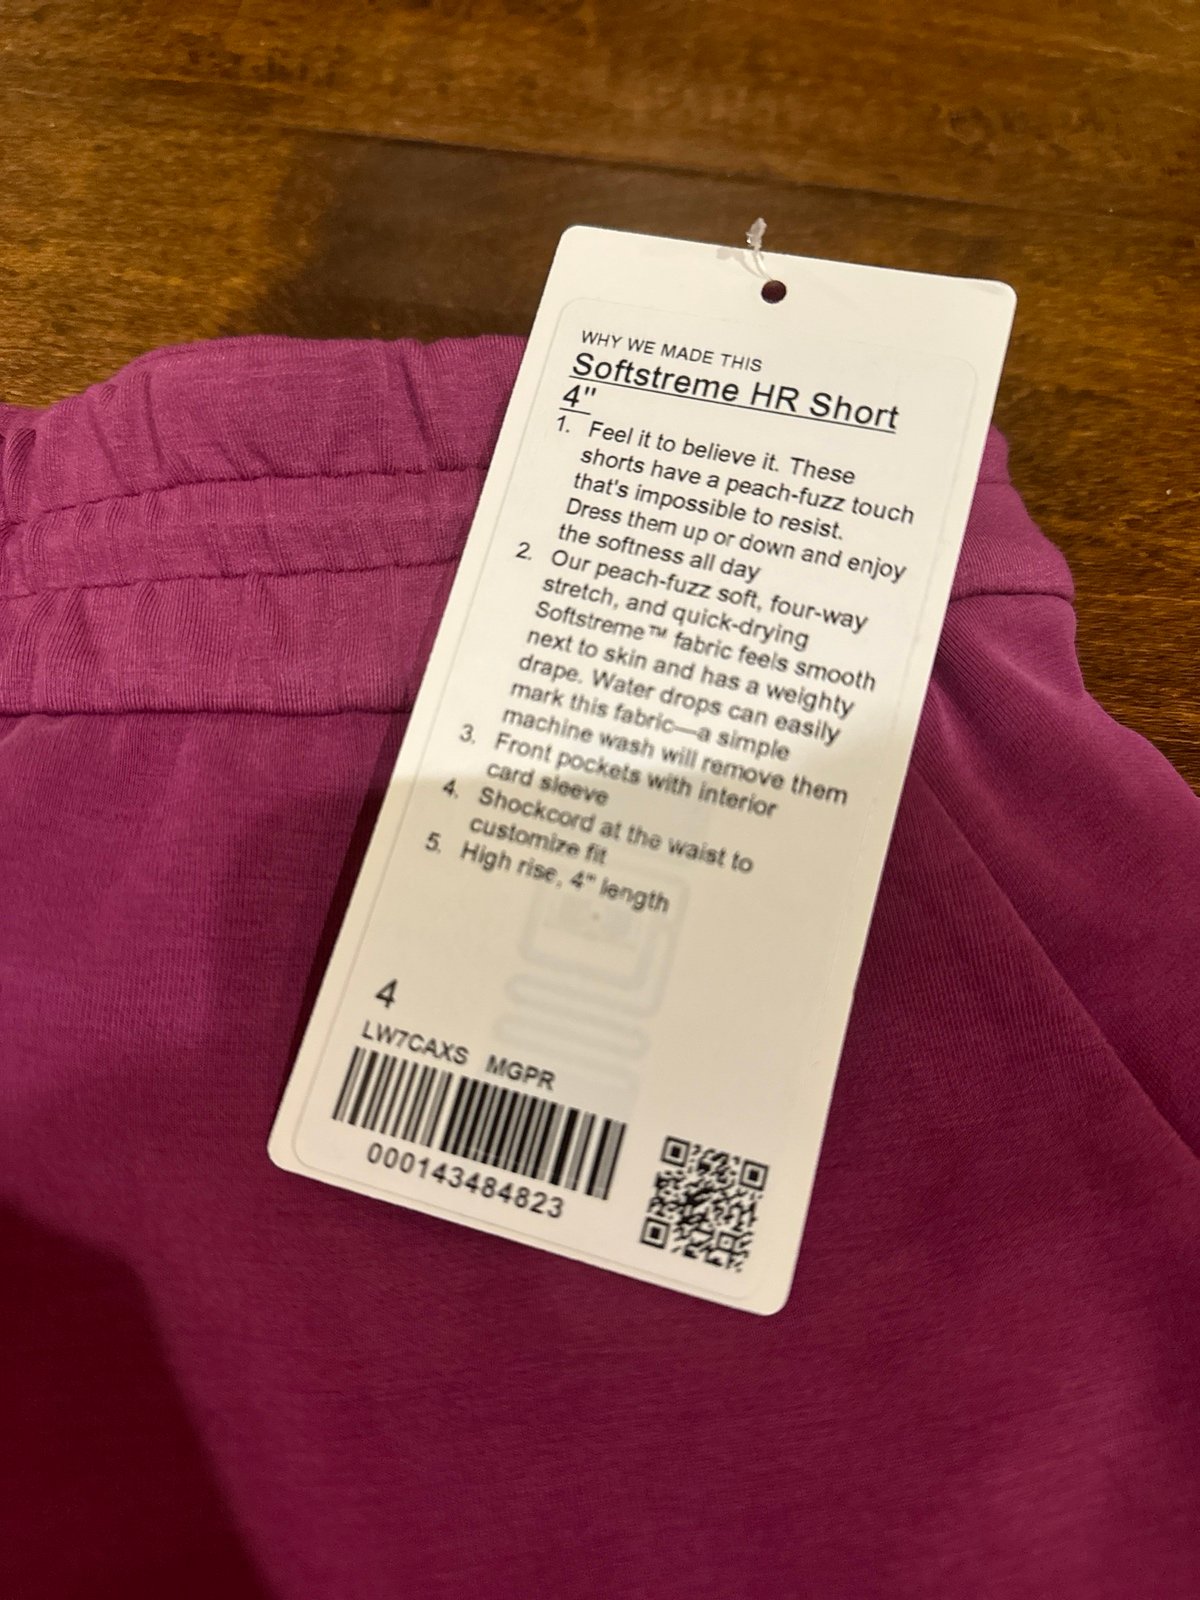 WHY WE MADE THIS
Softstreme HR Short
4"
1. Feel it to believe it. These
shorts have a peach-fuzz touch
that's impossible to resist.
Dress them up or down and enjoy
the softness all day
2. Our peach-fuzz soft, four-way
stretch, and quick-drying
Softstreme™ fabric feels smooth
next to skin and has a weighty
drape. Water drops can easily
mark this fabric—a simple
machine wash will remove them
3. Front pockets with interior
card sleeve
4. Shockcord at the waist to
customize fit
5. High rise, 4" length
4
LW7CAXS MGPR
000143484823